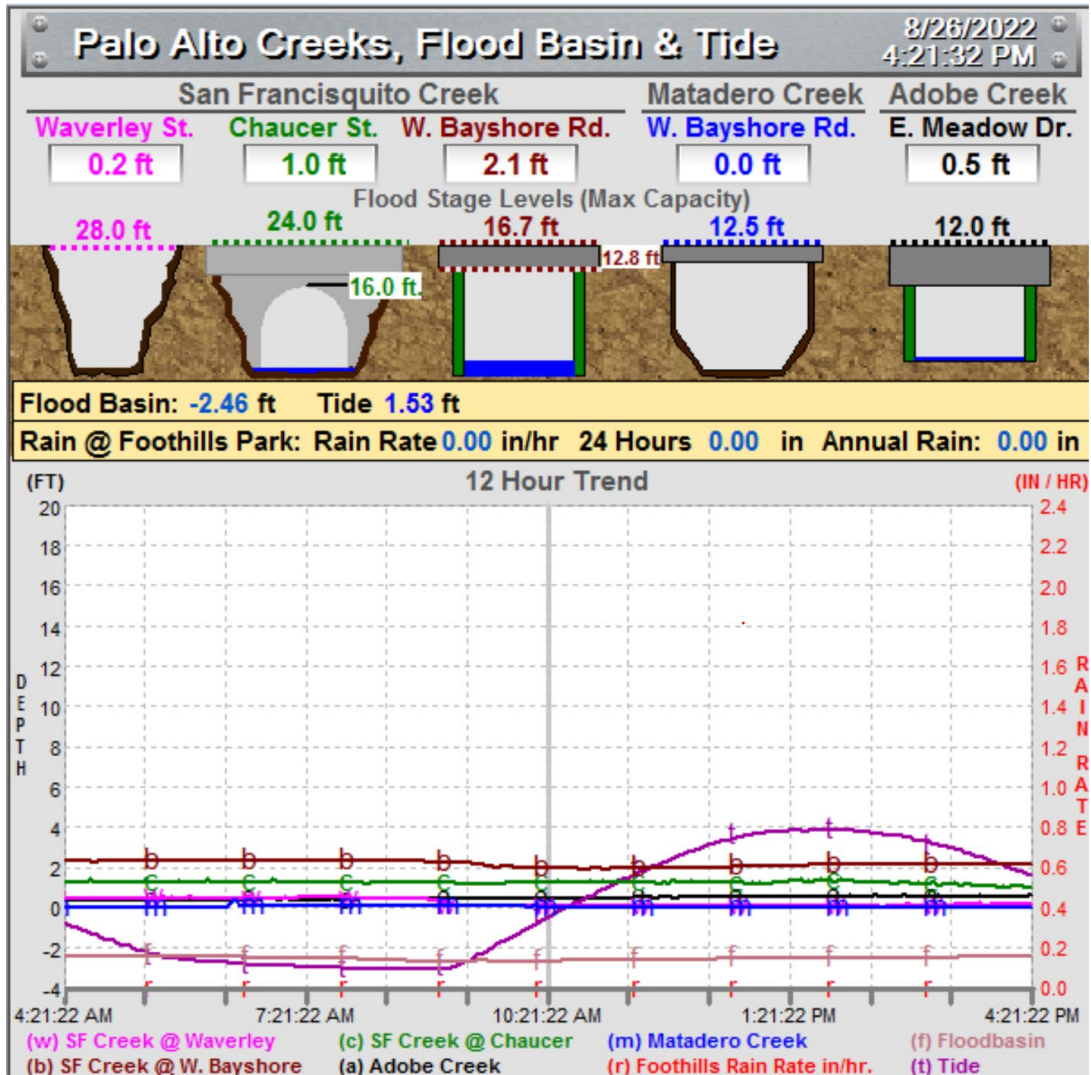 Palo Alto Creeks, Flood Basin & Tide
8/26/2022
4:21:32 PM
San Francisquito Creek
Matadero Creek
Adobe Creek
Waverley St. Chaucer St. W. Bayshore Rd. W. Bayshore Rd. E. Meadow Dr.
0.2 ft 1.0 ft 2.1 ft 0.0 ft 0.5 ft
Flood Stage Levels (Max Capacity)
28.0 ft 24.0 ft 16.7 ft 12.5 ft 12.0 ft
12.8 ft
16.0 ft.
Flood Basin: -2.46 ft Tide 1.53 ft
Rain @ Foothills Park: Rain Rate 0.00 in/hr 24 Hours 0.00 in Annual Rain: 0.00 in
(FT) 12 Hour Trend (IN / HR)
20 2.4
18 2.2
16 2.0
14 1.8
12 1.6
10 1.4
8 1.2
6 1.0
4 0.8
2 0.6
0 0.4
-2 0.2
-4 0.0
DEPTH
RAIN RATE
b b b b b b b b b
c c c c c c c c
t t t t t t
f f f f f f f
r r r r r r r r r
4:21:22 AM 7:21:22 AM 10:21:22 AM 1:21:22 PM 4:21:22 PM
(w) SF Creek @ Waverley (c) SF Creek @ Chaucer (m) Matadero Creek (f) Floodbasin
(b) SF Creek @ W. Bayshore (a) Adobe Creek (r) Foothills Rain Rate in/hr. (t) Tide